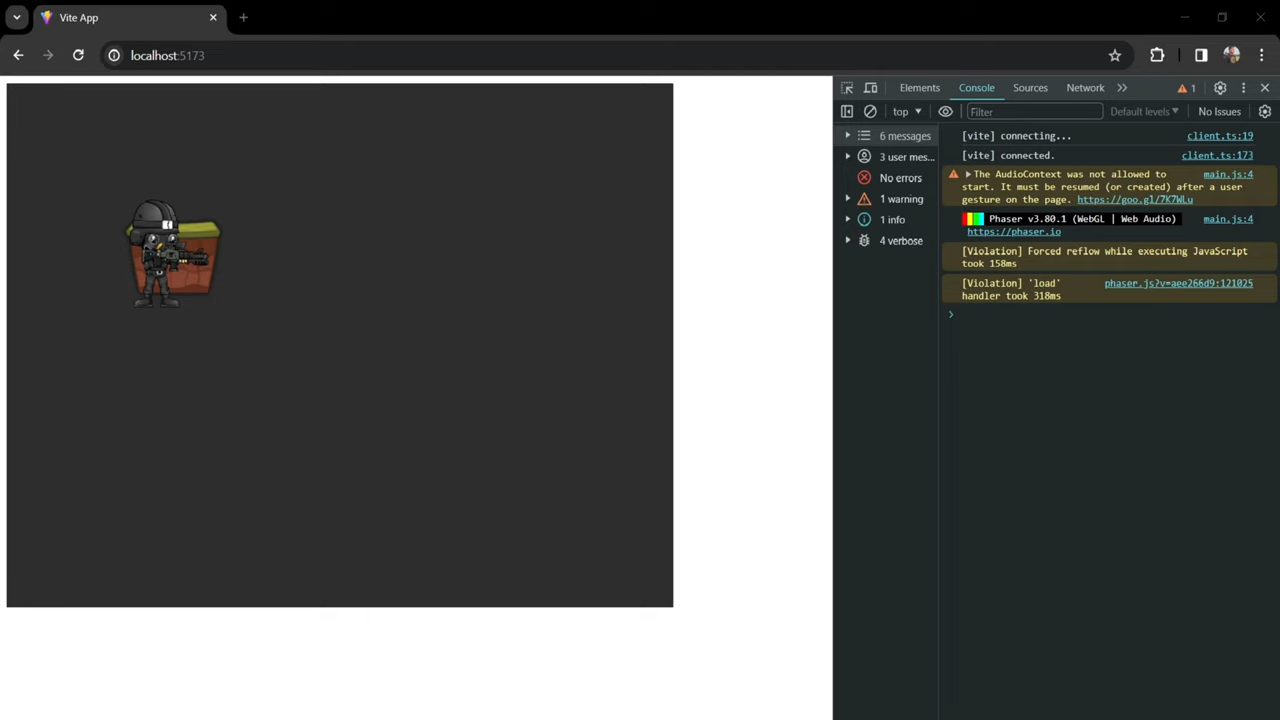 Vite App
localhost:5173
Elements Console Sources Network 1
top Filter Default levels No Issues
6 messages
3 user mes...
No errors
1 warning
1 info
4 verbose
[vite] connecting... client.ts:19
[vite] connected. client.ts:173
The AudioContext was not allowed to main.js:4
start. It must be resumed (or created) after a user
gesture on the page. https://goo.gl/7K7WLu
Phaser v3.80.1 (WebGL | Web Audio) main.js:4
https://phaser.io
[Violation] Forced reflow while executing JavaScript
took 158ms
[Violation] 'load' phaser.js?v=aee266d9:121025
handler took 318ms